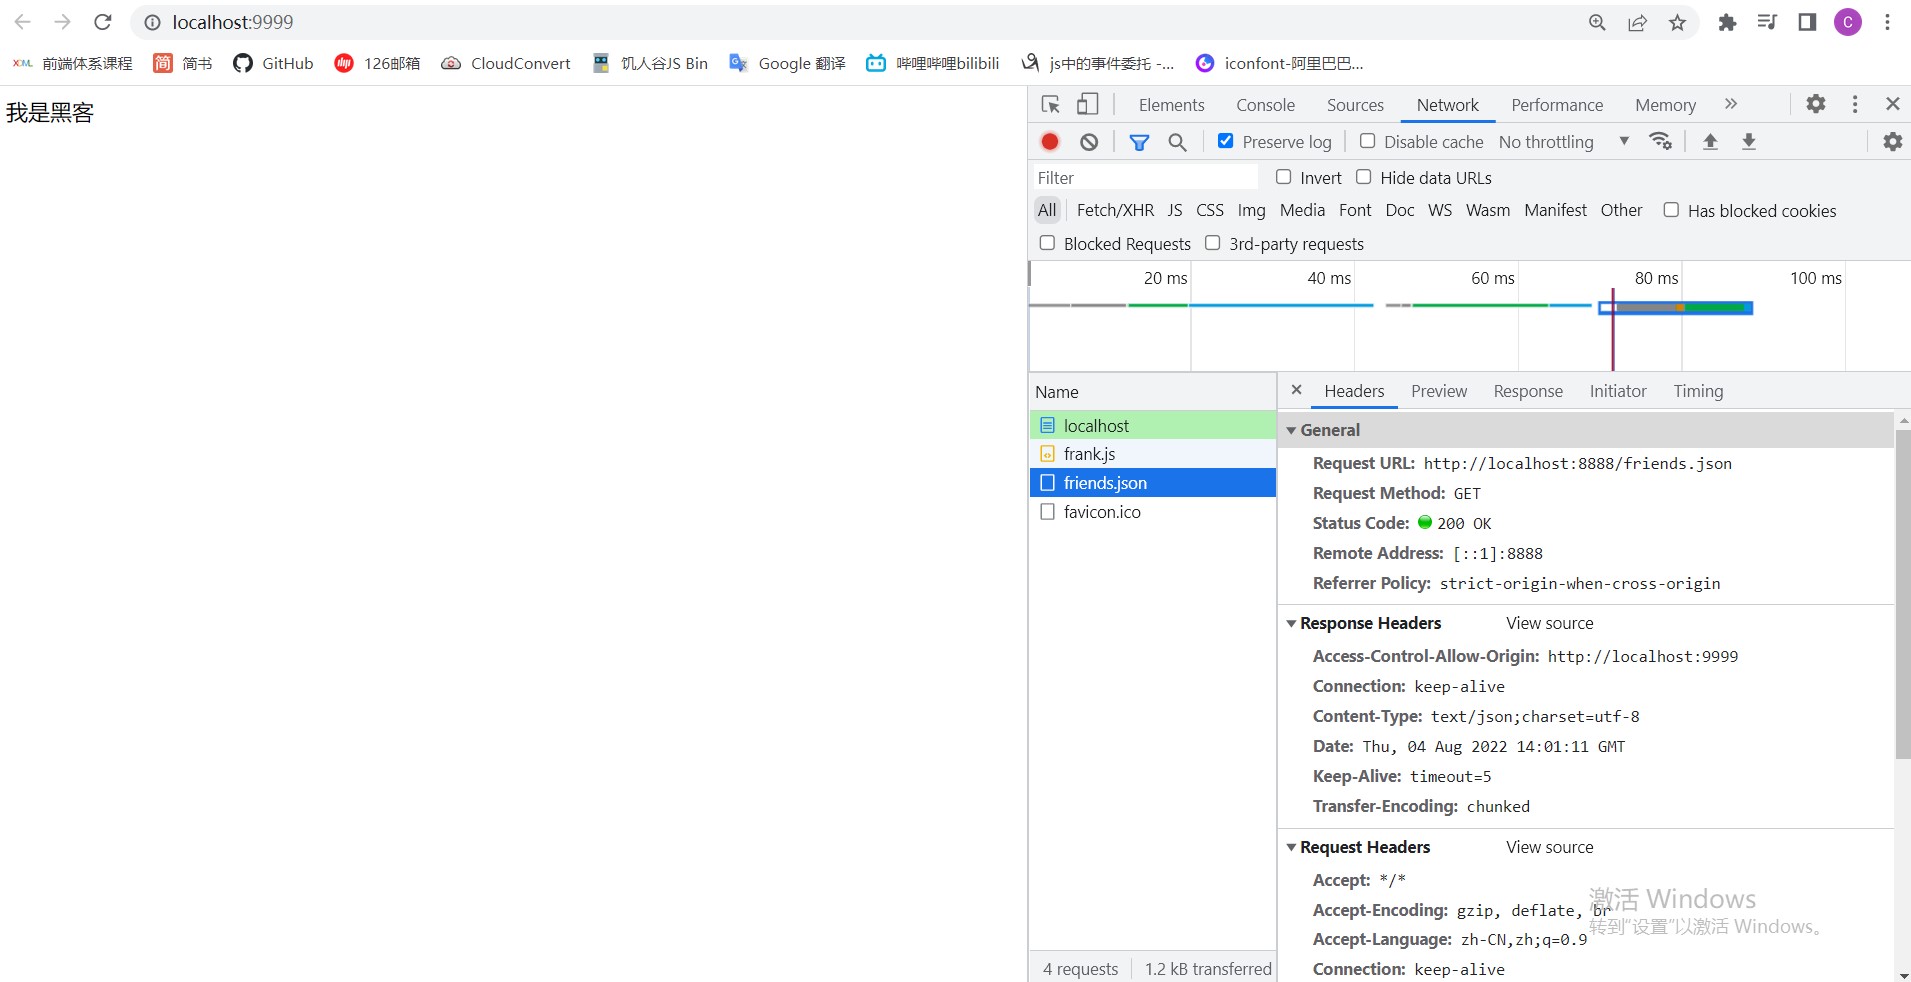 localhost:9999
C
XDML 前端体系课程 简 简书 GitHub 126邮箱 CloudConvert 饥人谷JS Bin Google 翻译 哔哩哔哩bilibili js中的事件委托 -... iconfont-阿里巴巴...
我是黑客
Elements Console Sources Network Performance Memory
Preserve log Disable cache No throttling
Filter Invert Hide data URLs
All Fetch/XHR JS CSS Img Media Font Doc WS Wasm Manifest Other Has blocked cookies
Blocked Requests 3rd-party requests
20 ms 40 ms 60 ms 80 ms 100 ms
Name
localhost
frank.js
friends.json
favicon.ico
4 requests 1.2 kB transferred
Headers Preview Response Initiator Timing
General
Request URL: http://localhost:8888/friends.json
Request Method: GET
Status Code: 200 OK
Remote Address: [::1]:8888
Referrer Policy: strict-origin-when-cross-origin
Response Headers View source
Access-Control-Allow-Origin: http://localhost:9999
Connection: keep-alive
Content-Type: text/json;charset=utf-8
Date: Thu, 04 Aug 2022 14:01:11 GMT
Keep-Alive: timeout=5
Transfer-Encoding: chunked
Request Headers View source
Accept: */*
Accept-Encoding: gzip, deflate, br
Accept-Language: zh-CN,zh;q=0.9
Connection: keep-alive
激活 Windows
转到“设置”以激活 Windows。